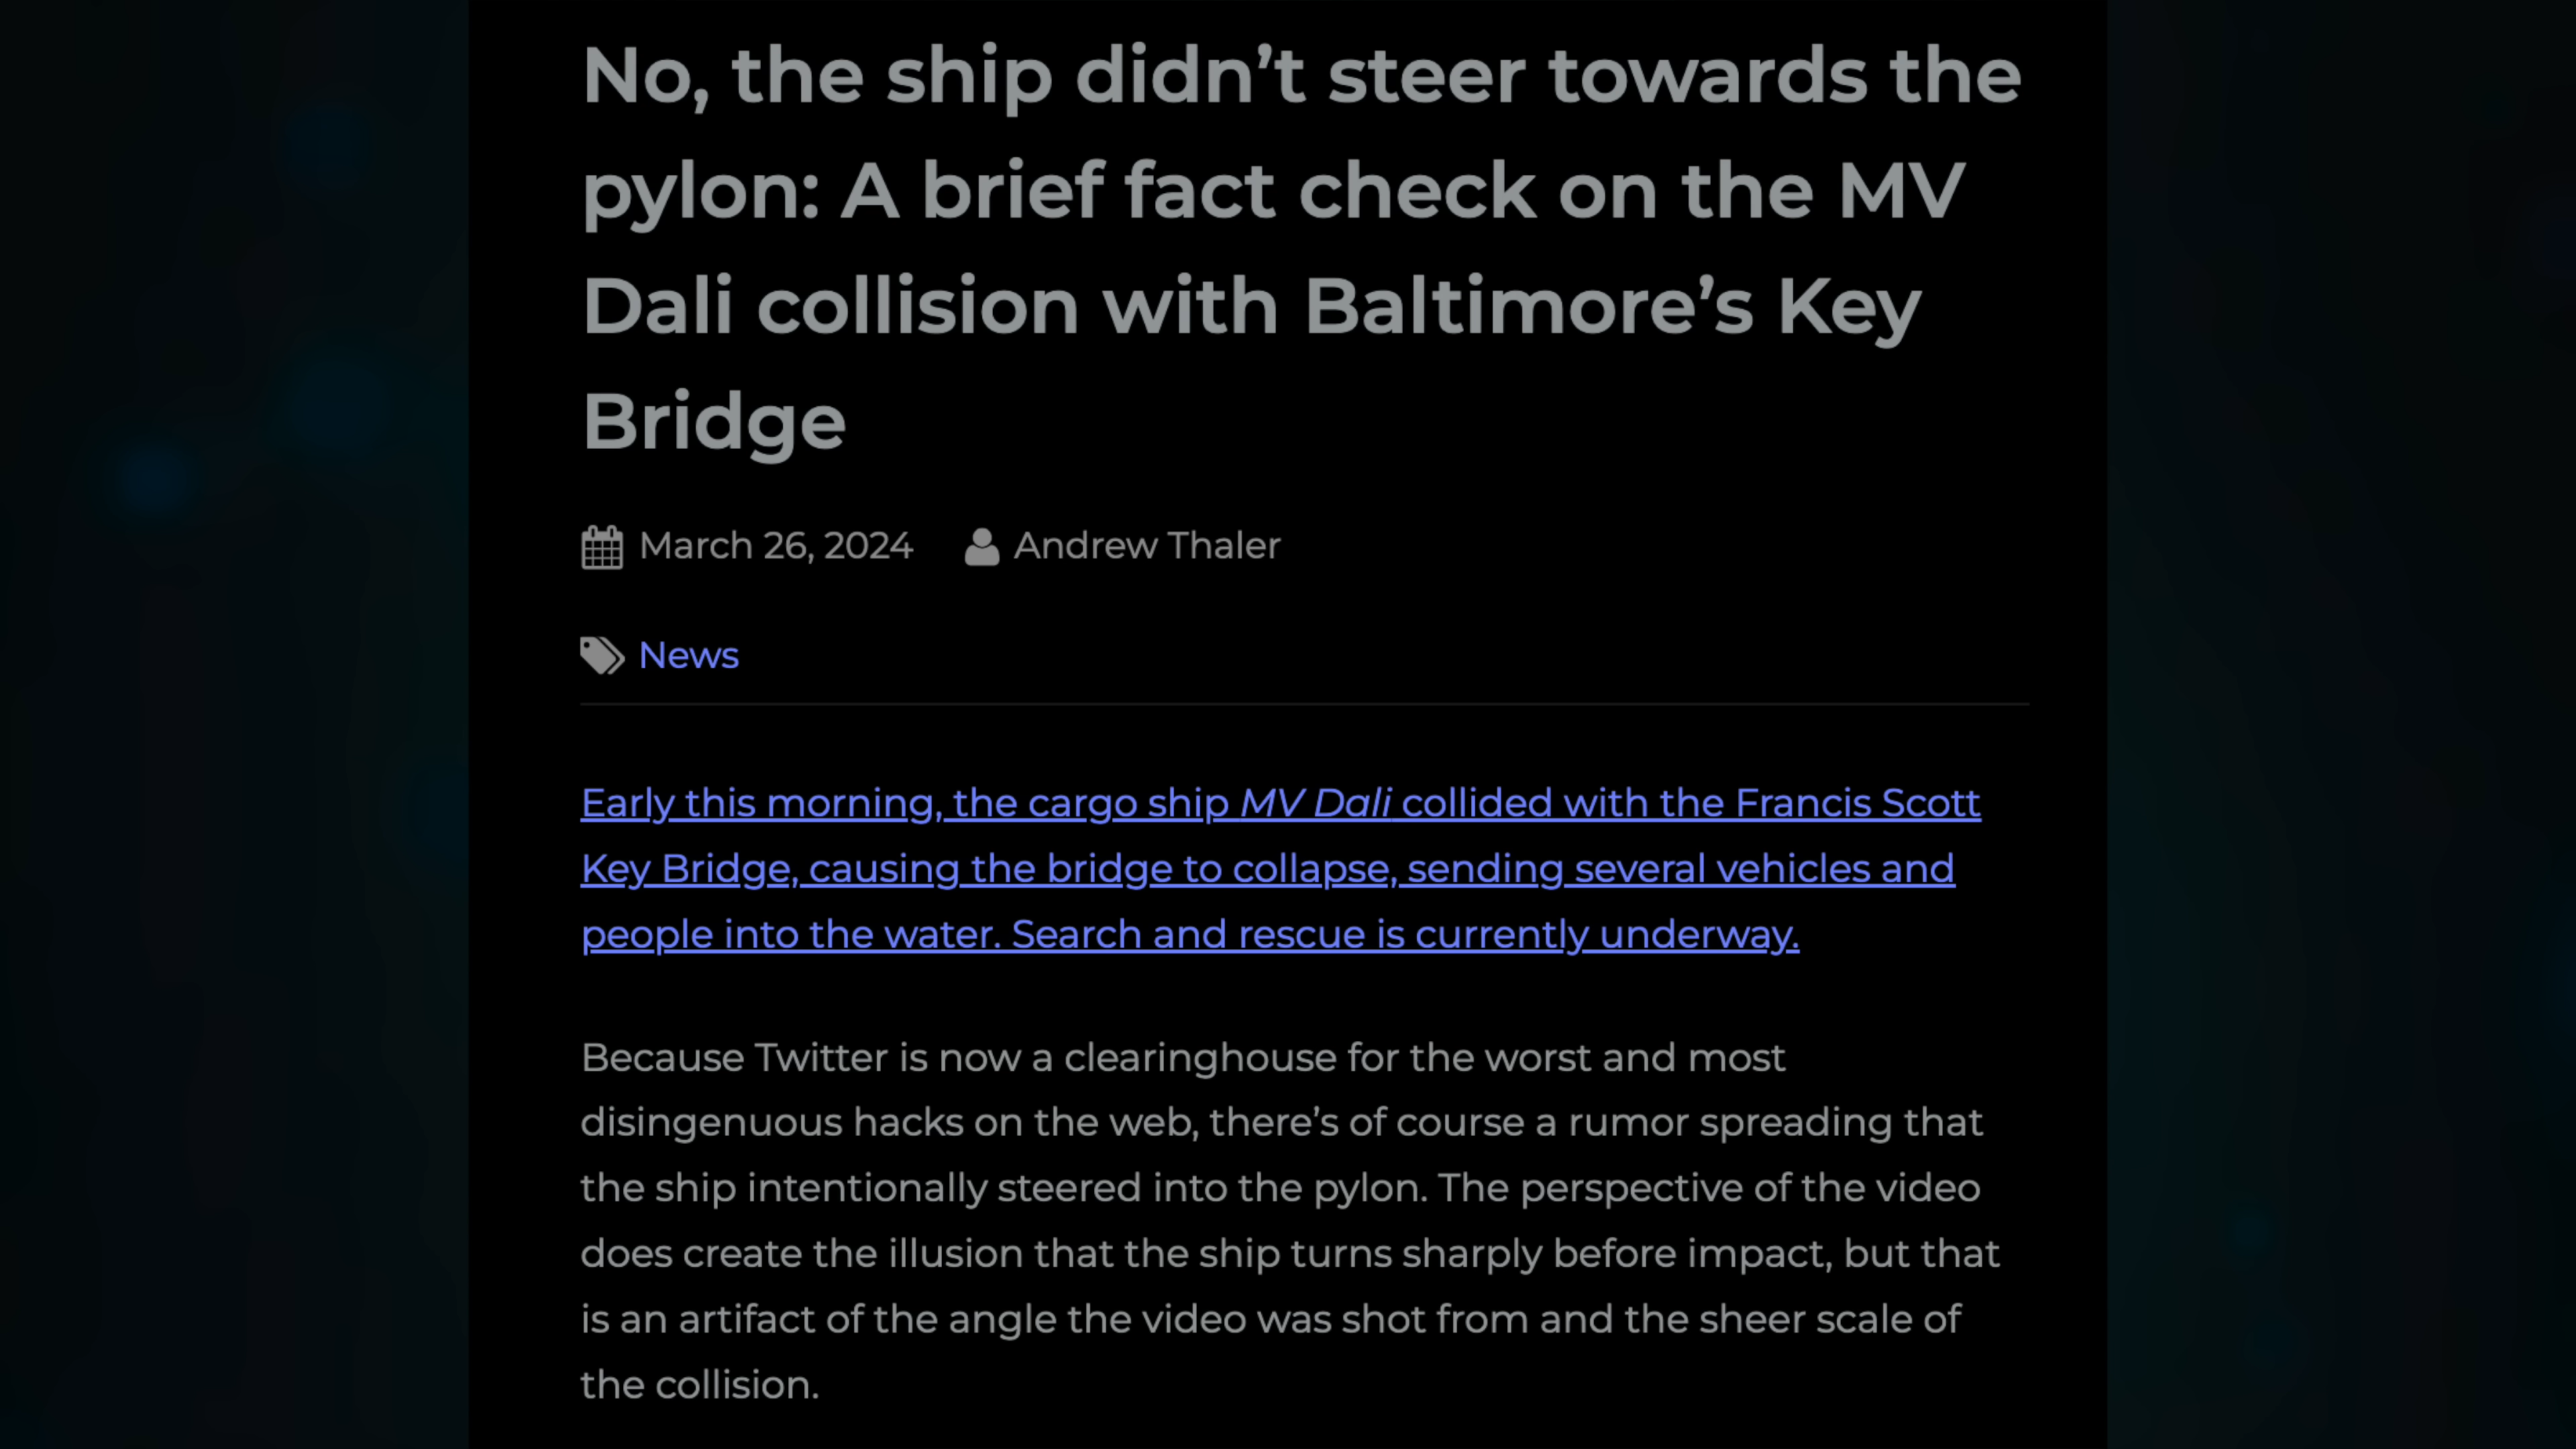 No, the ship didn’t steer towards the
pylon: A brief fact check on the MV
Dali collision with Baltimore’s Key
Bridge
March 26, 2024 Andrew Thaler
News
Early this morning, the cargo ship MV Dali collided with the Francis Scott
Key Bridge, causing the bridge to collapse, sending several vehicles and
people into the water. Search and rescue is currently underway.
Because Twitter is now a clearinghouse for the worst and most
disingenuous hacks on the web, there’s of course a rumor spreading that
the ship intentionally steered into the pylon. The perspective of the video
does create the illusion that the ship turns sharply before impact, but that
is an artifact of the angle the video was shot from and the sheer scale of
the collision.